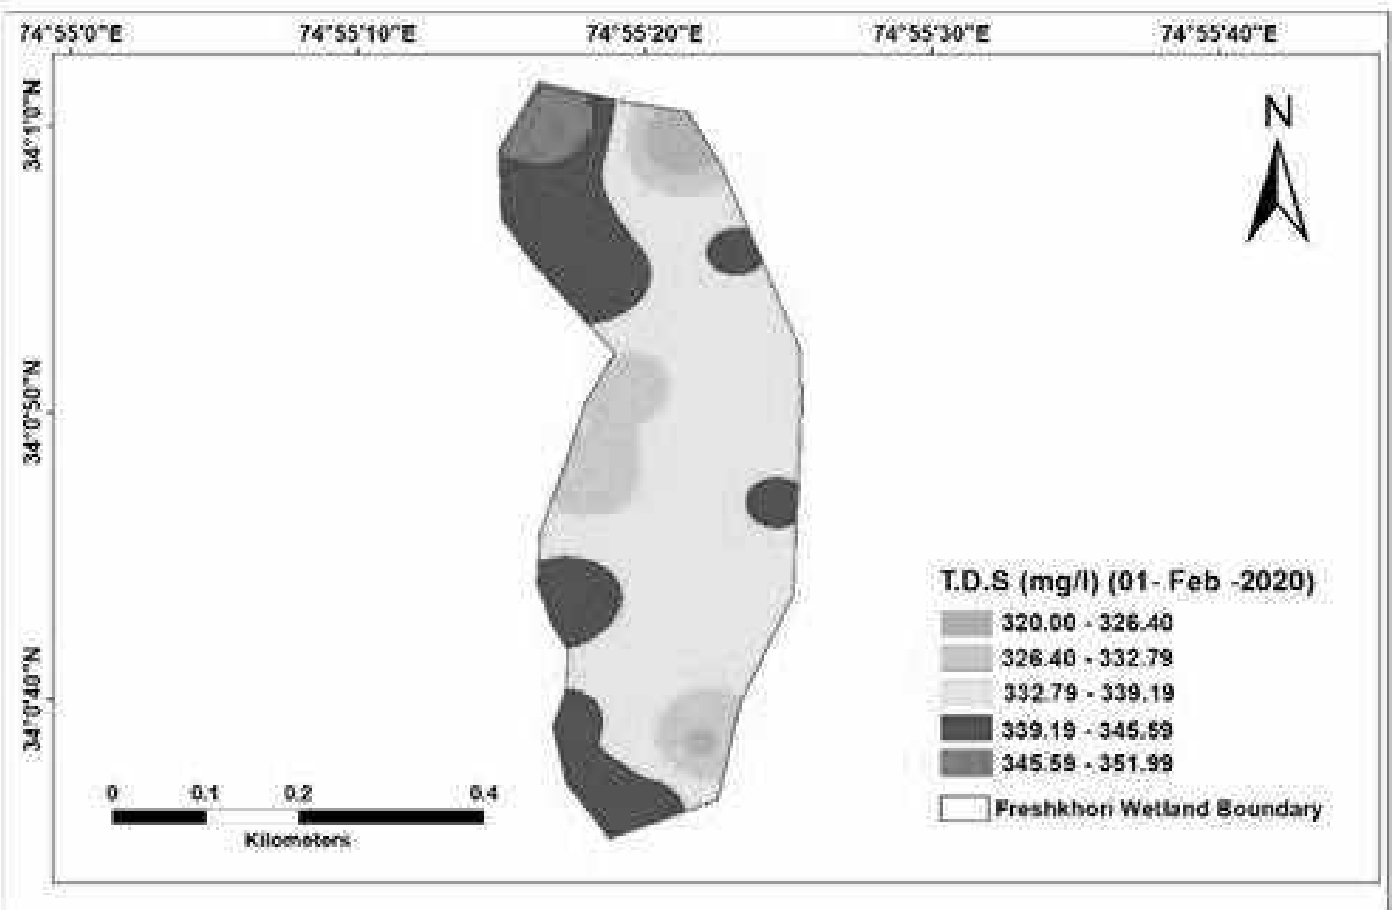 74°55'0"E 74°55'10"E 74°55'20"E 74°55'30"E 74°55'40"E
34°1'0"N
34°0'50"N
34°0'40"N
N
T.D.S (mg/l) (01- Feb -2020)
320.00 - 326.40
326.40 - 332.79
332.79 - 339.19
339.19 - 345.59
345.59 - 351.99
Freshkhori Wetland Boundary
0 0.1 0.2 0.4
Kilometers